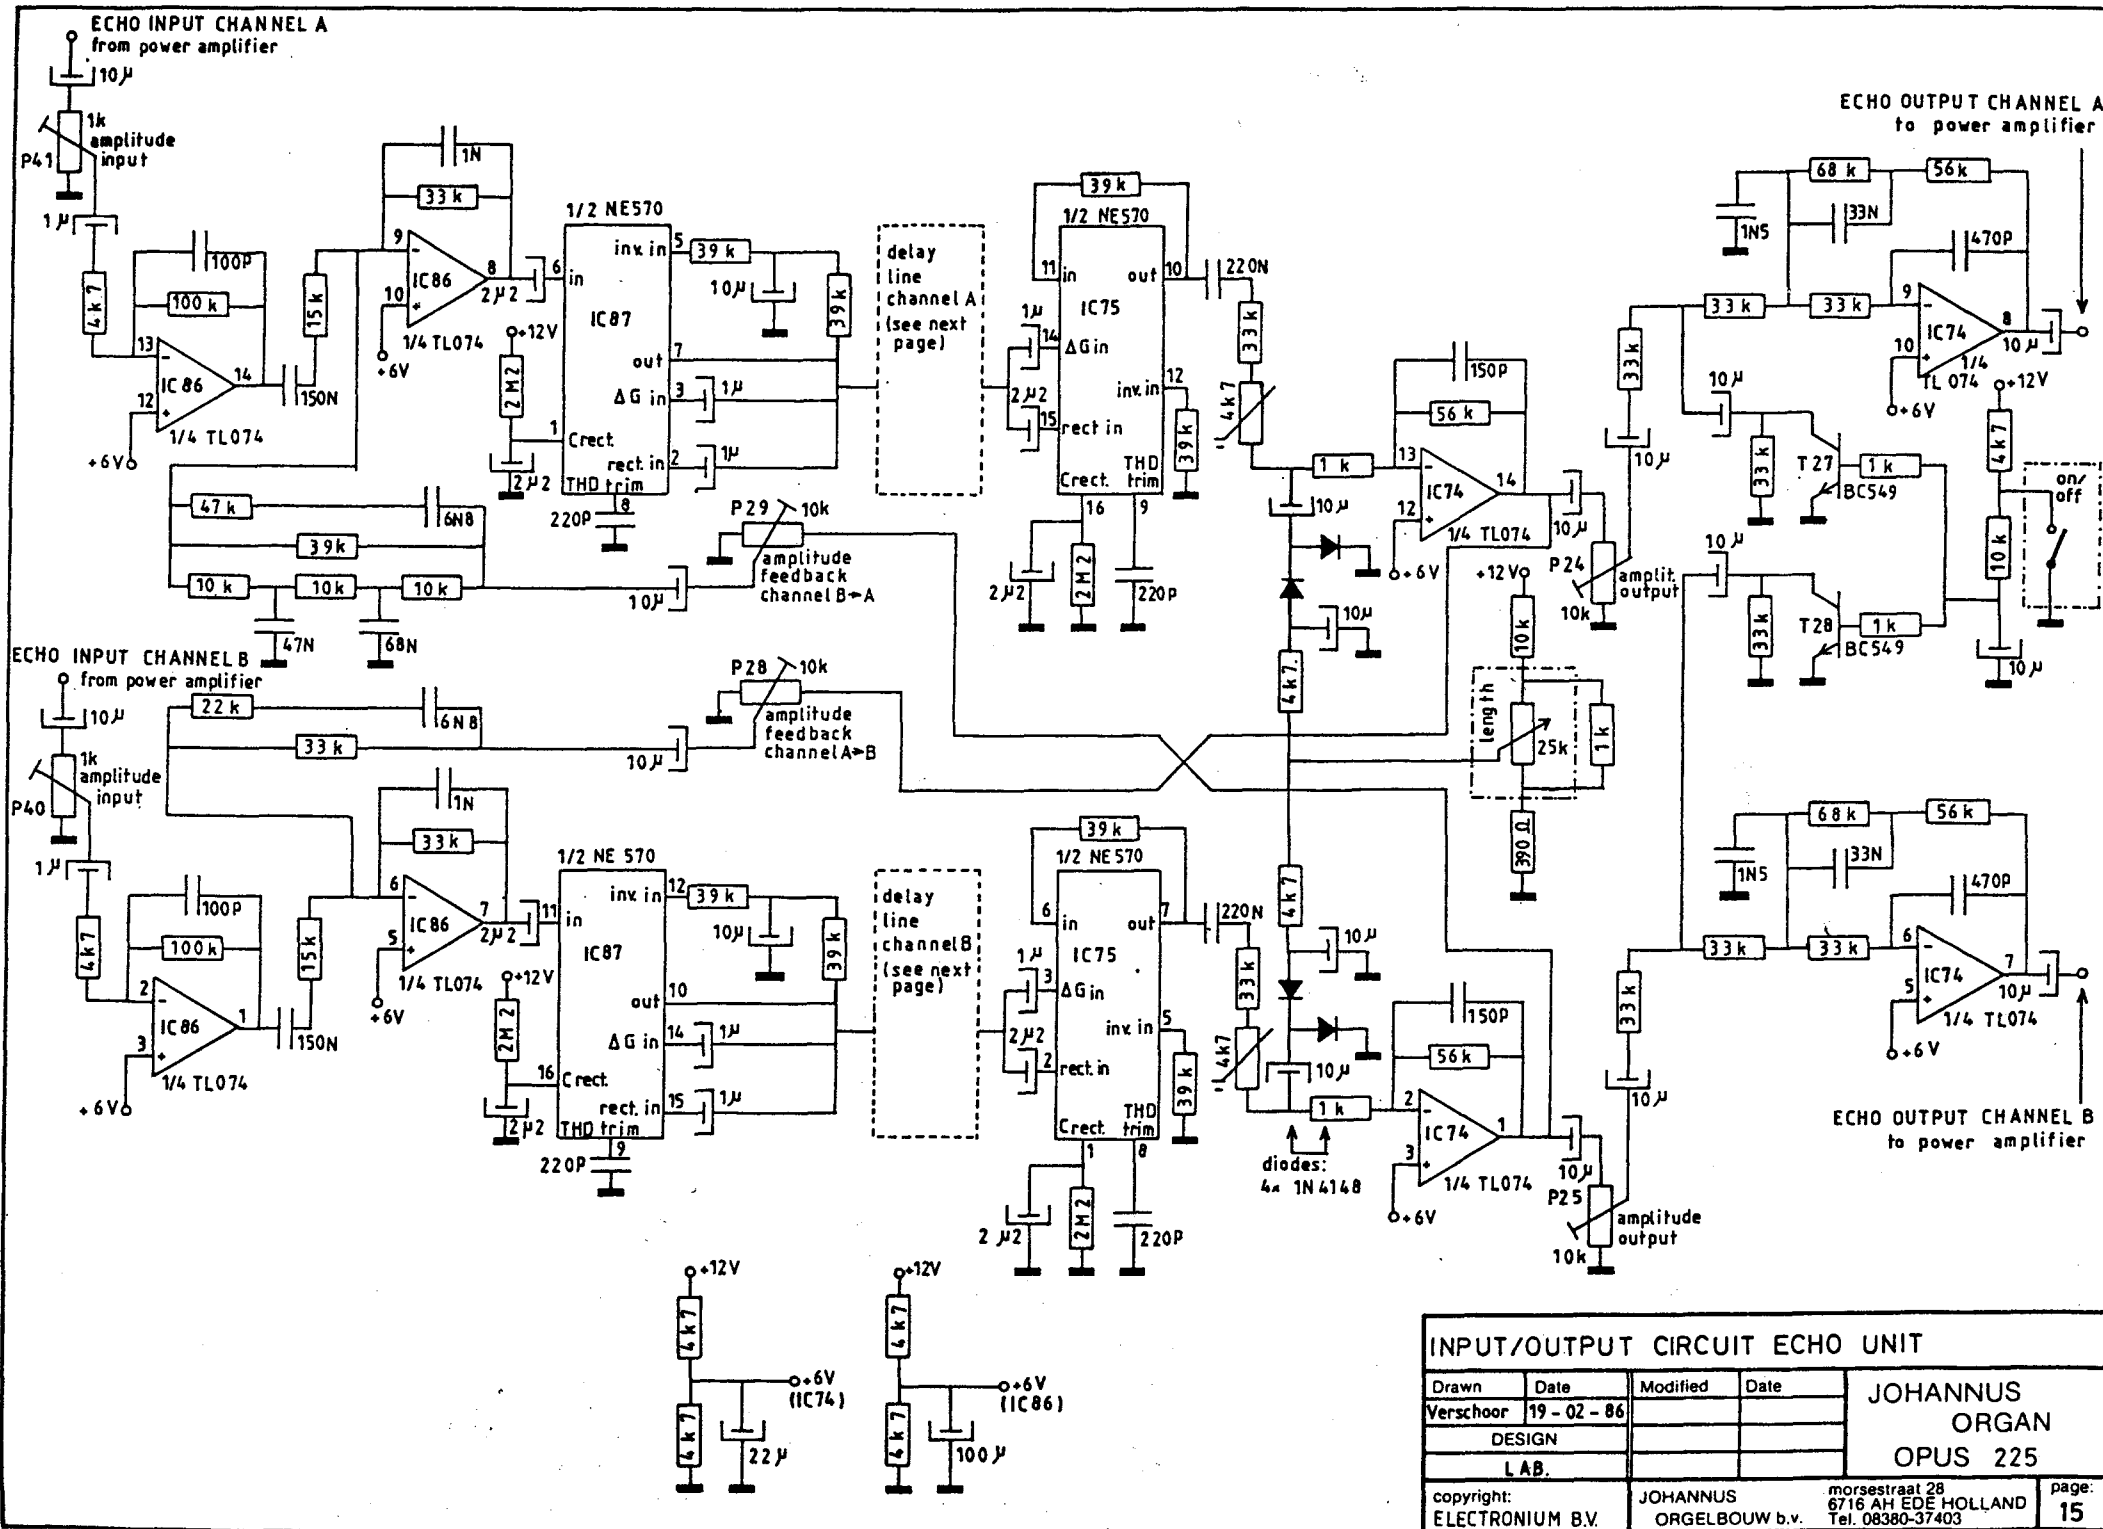 ECHO INPUT CHANNEL A
from power amplifier
10µ
1k
amplitude
input
P41
1µ
4k7
100P
100k
13
12
14
IC86
1/4 TL074
+6V
150N
15k
1N
33k
9
10
8
IC86
1/4 TL074
+6V
2µ2
1/2 NE570
6
in
inv. in
5
39k
10µ
39k
IC87
out
7
ΔG in
3
1µ
1
Crect.
rect. in
2
1µ
THD trim
8
220P
+12V
2M2
2µ2
delay
line
channel A
(see next
page)
39k
1/2 NE570
11
in
out
10
IC75
1µ
14
ΔG in
2µ2
15
rect in
inv. in
12
39k
Crect.
THD
trim
16
9
2µ2
2M2
220P
220N
33k
4k7
1k
10µ
150P
56k
13
12
14
IC74
1/4 TL074
+6V
10µ
P24
amplit.
output
10k
10µ
33k
ECHO OUTPUT CHANNEL A
to power amplifier
68k
56k
33N
1N5
470P
33k
33k
9
10
8
IC74
1/4
TL 074
10µ
+6V
+12V
10µ
33k
T27
BC549
1k
4k7
on/
off
10k
10µ
33k
T28
BC549
1k
10µ
47k
6N8
39k
10k
10k
10k
47N
68N
10µ
P29
10k
amplitude
feedback
channel B→A
10µ
4k7
+12V
10k
length
25k
1k
390Ω
ECHO INPUT CHANNEL B
from power amplifier
10µ
1k
amplitude
input
P40
22k
6N8
33k
10µ
P28
10k
amplitude
feedback
channel A→B
1µ
4k7
100P
100k
2
3
1
IC86
1/4 TL074
+6V
150N
15k
1N
33k
6
5
7
IC86
1/4 TL074
+6V
2µ2
1/2 NE 570
11
in
inv. in
12
39k
10µ
39k
IC87
out
10
ΔG in
14
1µ
16
Crect.
rect. in
15
1µ
THD trim
9
220P
+12V
2M2
2µ2
delay
line
channel B
(see next
page)
39k
1/2 NE 570
6
in
out
7
IC75
1µ
3
ΔG in
2µ2
2
rect. in
inv. in
5
39k
Crect.
THD
trim
1
8
2µ2
2M2
220P
220N
33k
4k7
4k7
10µ
10µ
1k
diodes:
4x 1N4148
150P
56k
2
3
1
IC74
1/4 TL074
+6V
10µ
P25
amplitude
output
10k
10µ
33k
68k
56k
33N
1N5
470P
33k
33k
6
5
7
IC74
1/4 TL074
10µ
+6V
ECHO OUTPUT CHANNEL B
to power amplifier
+12V
4k7
+6V
(IC74)
4k7
22µ
+12V
4k7
+6V
(IC86)
4k7
100µ
INPUT/OUTPUT CIRCUIT ECHO UNIT
Drawn Date Modified Date
Verschoor 19-02-86
DESIGN
LAB.
JOHANNUS
ORGAN
OPUS 225
copyright:
ELECTRONIUM B.V.
JOHANNUS
ORGELBOUW b.v.
morsestraat 28
6716 AH EDE HOLLAND
Tel. 08380-37403
page:
15